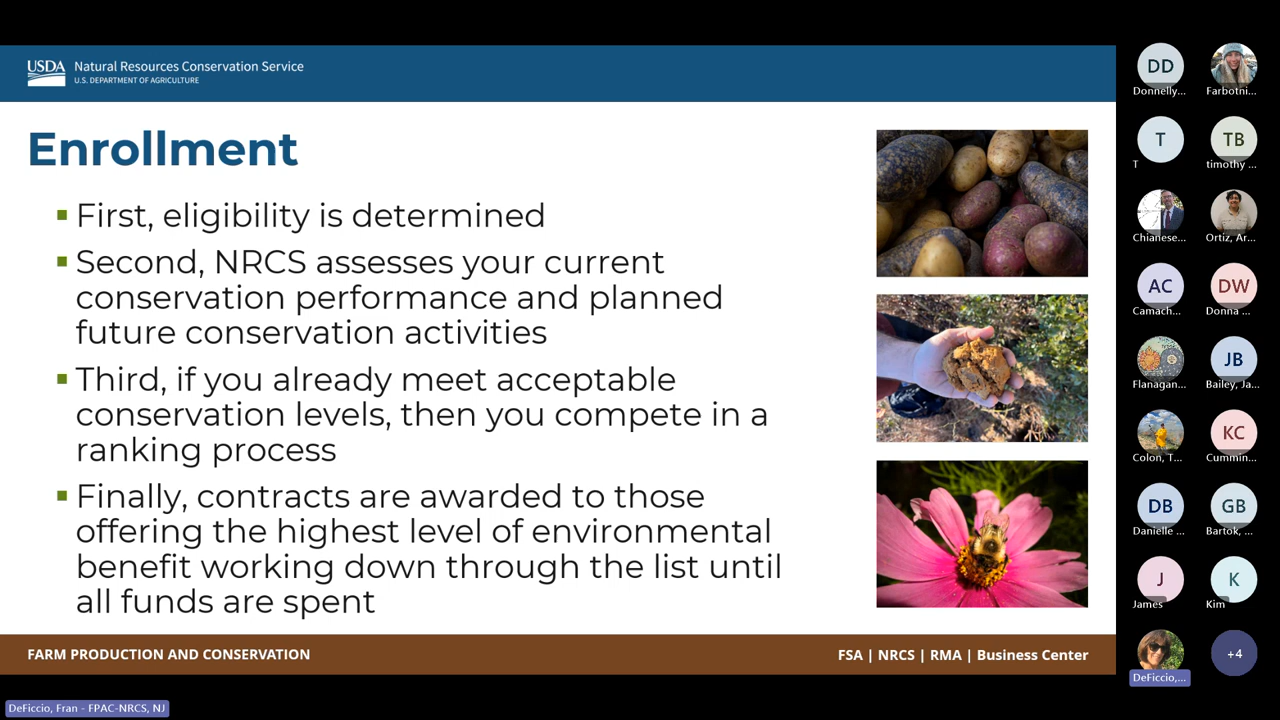 USDA
Natural Resources Conservation Service
U.S. DEPARTMENT OF AGRICULTURE
Enrollment
First, eligibility is determined
Second, NRCS assesses your current
conservation performance and planned
future conservation activities
Third, if you already meet acceptable
conservation levels, then you compete in a
ranking process
Finally, contracts are awarded to those
offering the highest level of environmental
benefit working down through the list until
all funds are spent
FARM PRODUCTION AND CONSERVATION
FSA | NRCS | RMA | Business Center
DeFiccio, Fran - FPAC-NRCS, NJ
DD
Donnelly...
Farbotni...
T
T
TB
timothy ...
Chianese...
Ortiz, Ar...
AC
Camach...
DW
Donna ...
Flanagan...
JB
Bailey, Ja...
Colon, T...
KC
Cummin...
DB
Danielle ...
GB
Bartok, ...
J
James
K
Kim
DeFiccio,...
+4